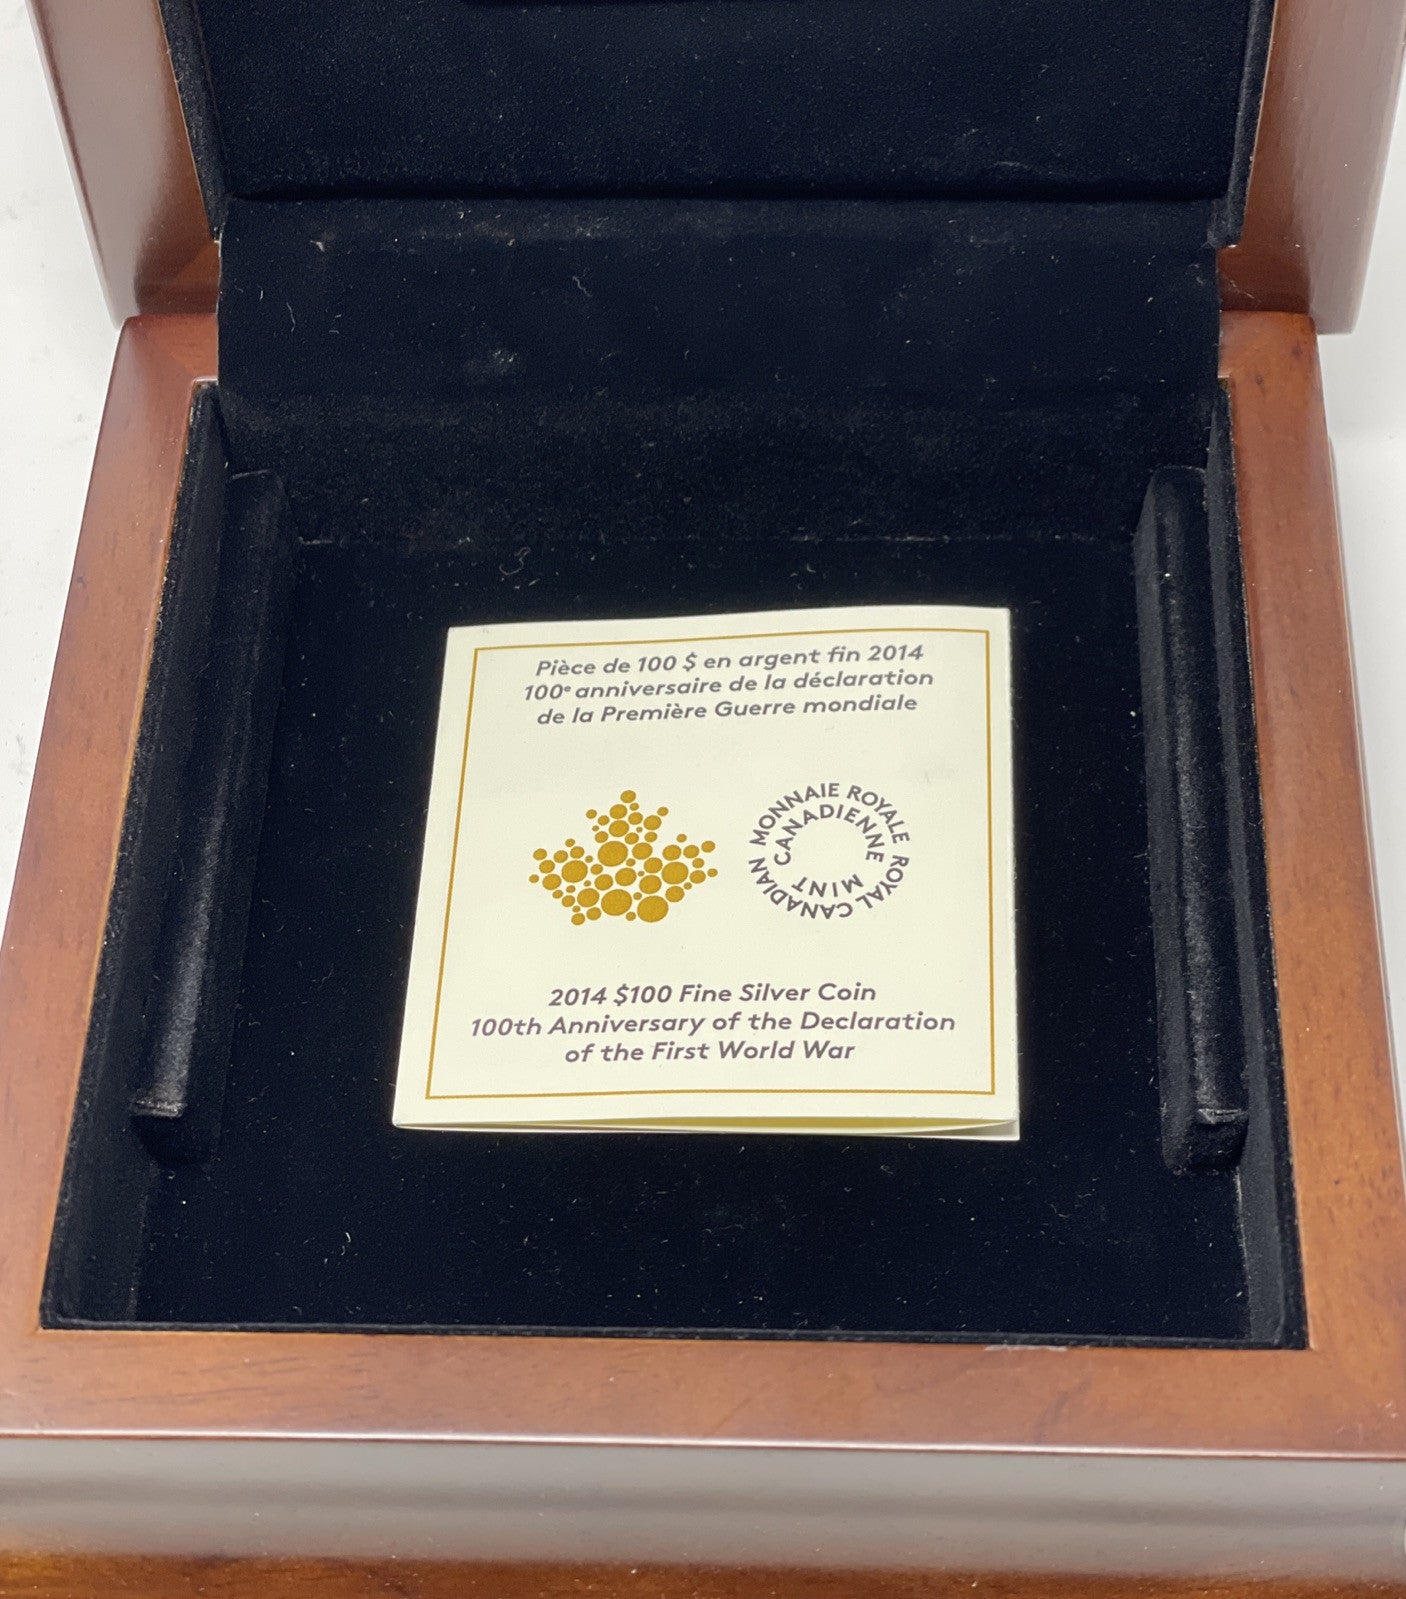 Pièce de 100 $ en argent fin 2014
100e anniversaire de la déclaration
de la Première Guerre mondiale
MONNAIE ROYALE
CANADIENNE
ROYAL CANADIAN
MINT
2014 $100 Fine Silver Coin
100th Anniversary of the Declaration
of the First World War